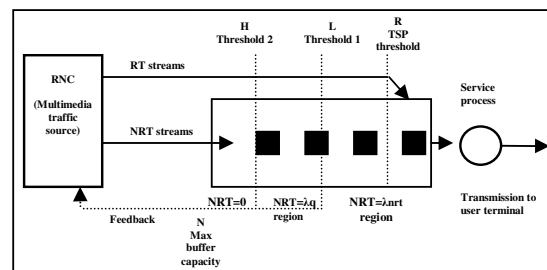 H
Threshold 2
L
Threshold 1
R
TSP
threshold
RNC
(Multimedia
traffic
source)
RT streams
NRT streams
Service
process
Transmission to
user terminal
NRT=0
NRT=λq
region
NRT=λnrt
region
Feedback
N
Max
buffer
capacity